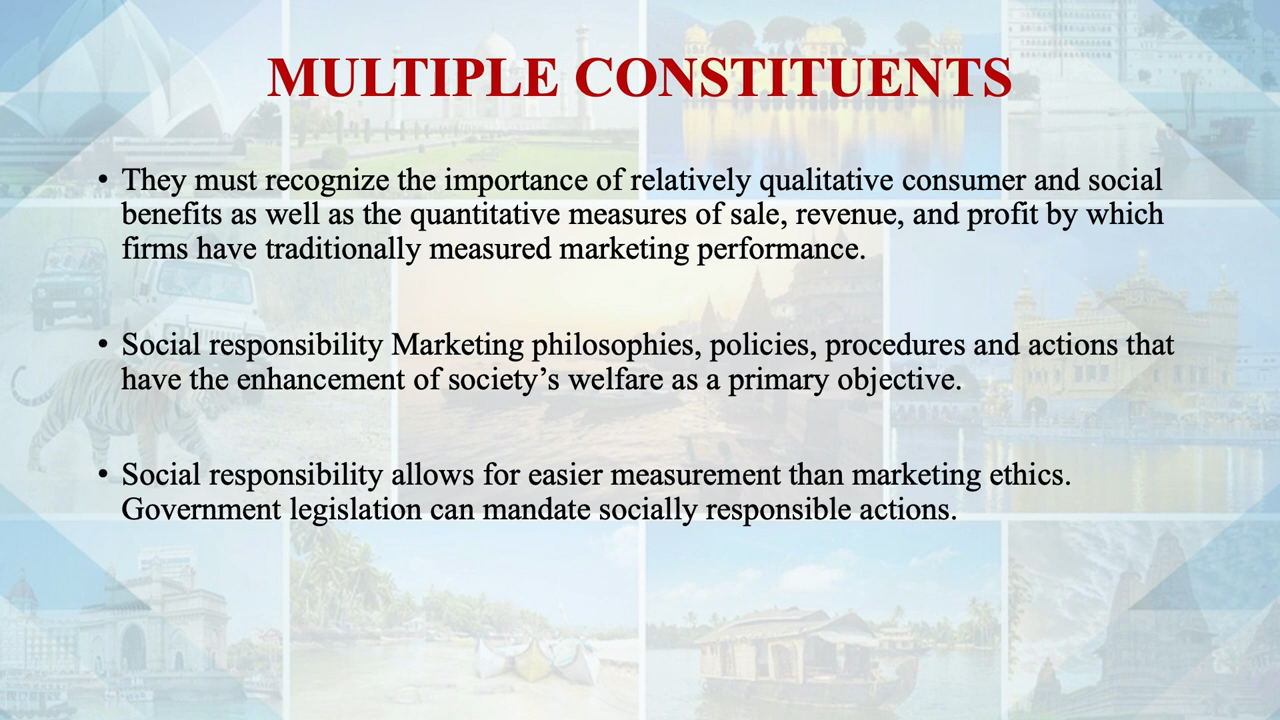 MULTIPLE CONSTITUENTS
• They must recognize the importance of relatively qualitative consumer and social
benefits as well as the quantitative measures of sale, revenue, and profit by which
firms have traditionally measured marketing performance.
• Social responsibility Marketing philosophies, policies, procedures and actions that
have the enhancement of society’s welfare as a primary objective.
• Social responsibility allows for easier measurement than marketing ethics.
Government legislation can mandate socially responsible actions.